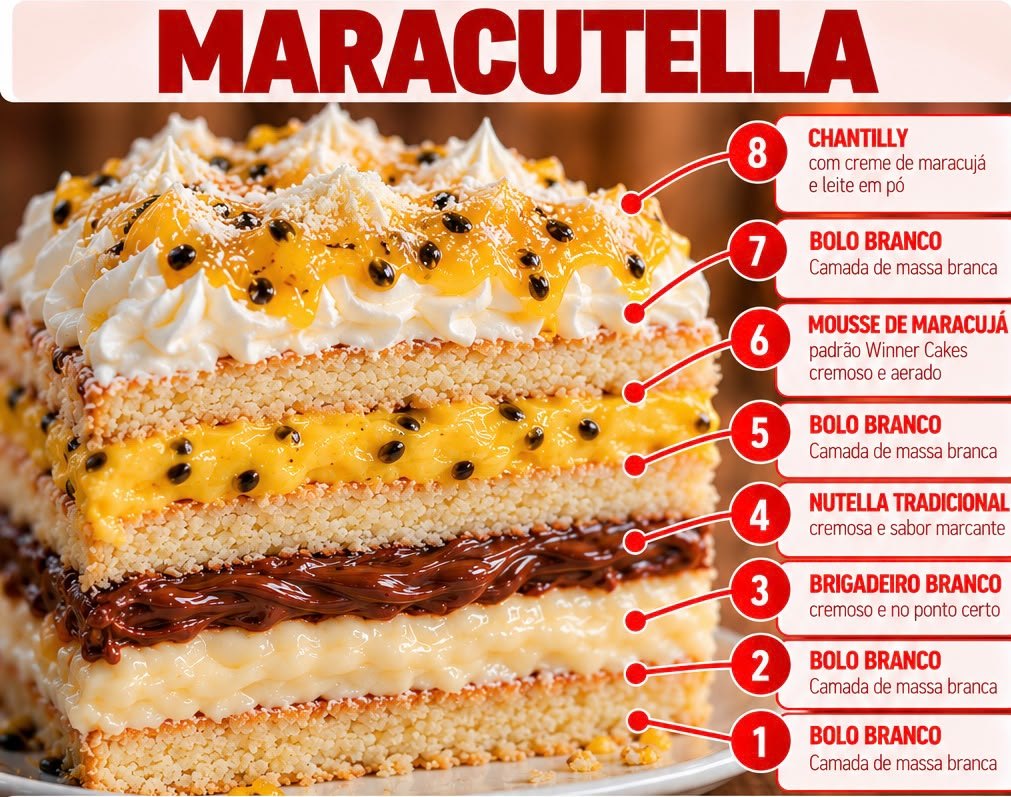 MARACUTELLA
8
CHANTILLY
com creme de maracujá
e leite em pó
7
BOLO BRANCO
Camada de massa branca
6
MOUSSE DE MARACUJÁ
padrão Winner Cakes
cremoso e aerado
5
BOLO BRANCO
Camada de massa branca
4
NUTELLA TRADICIONAL
cremosa e sabor marcante
3
BRIGADEIRO BRANCO
cremoso e no ponto certo
2
BOLO BRANCO
Camada de massa branca
1
BOLO BRANCO
Camada de massa branca